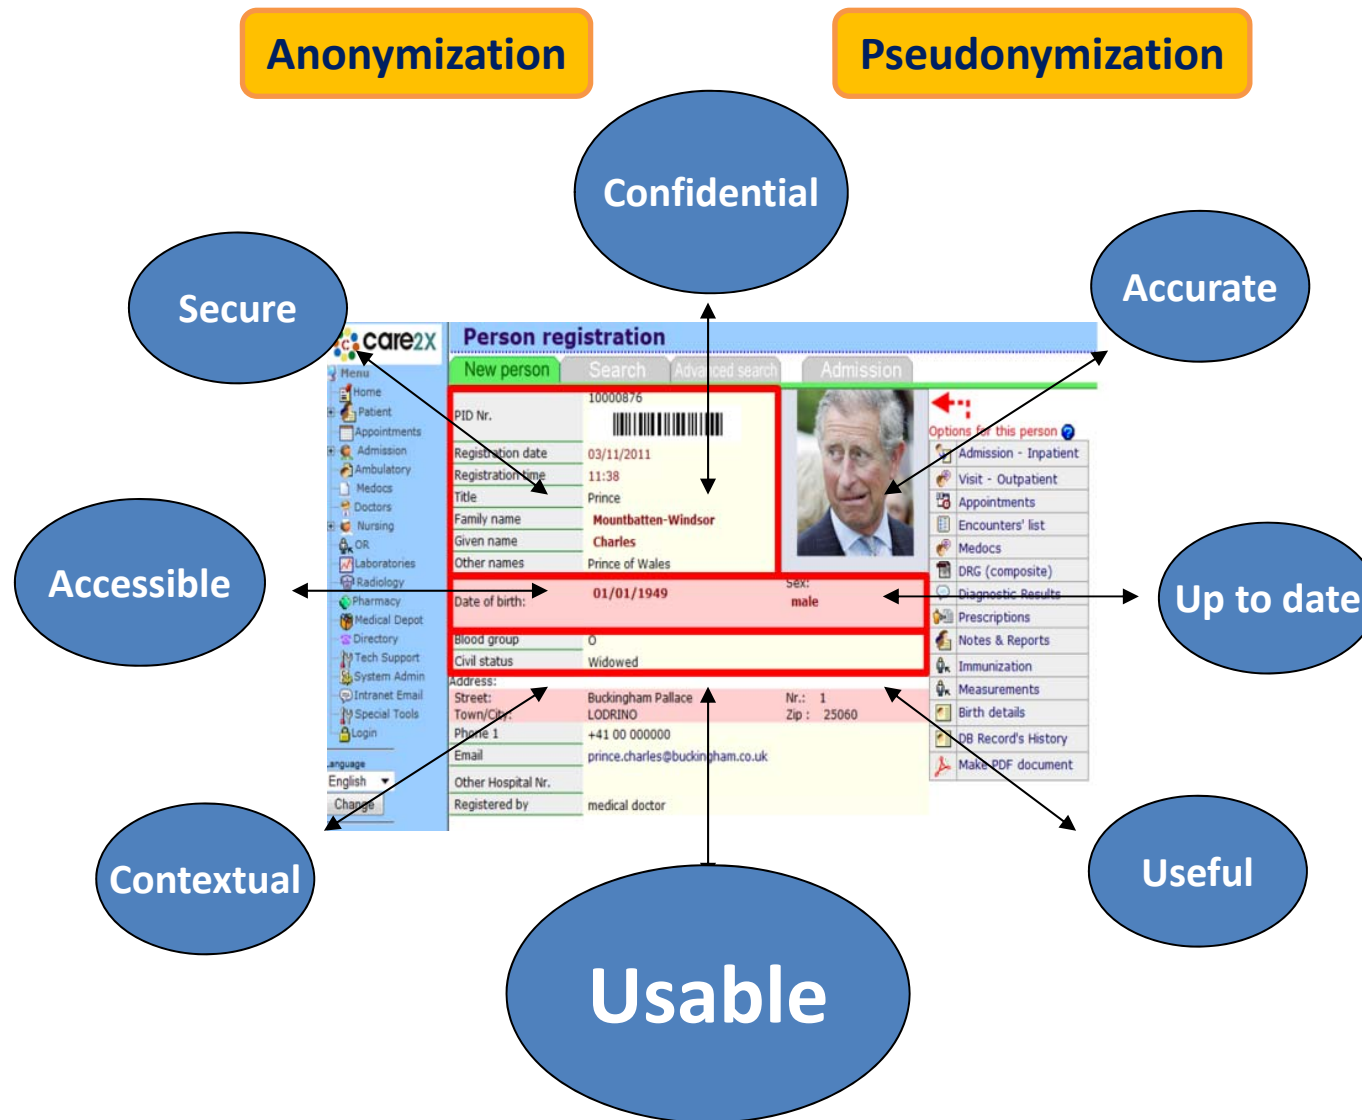 Anonymization
Pseudonymization
Confidential
Secure
Accurate
Accessible
Up to date
Contextual
Useful
Usable
care2x
Menu
Home
Patient
Appointments
Admission
Ambulatory
Medocs
Doctors
Nursing
OR
Laboratories
Radiology
Pharmacy
Medical Depot
Directory
Tech Support
System Admin
Intranet Email
Special Tools
Login
Language
English
Change
Person registration
New person Search Advanced search Admission
PID Nr. 10000876
Registration date 03/11/2011
Registration time 11:38
Title Prince
Family name Mountbatten-Windsor
Given name Charles
Other names Prince of Wales
Date of birth: 01/01/1949 Sex: male
Blood group O
Civil status Widowed
Address:
Street: Buckingham Pallace Nr.: 1
Town/City: LODRINO Zip : 25060
Phone 1 +41 00 000000
Email prince.charles@buckingham.co.uk
Other Hospital Nr.
Registered by medical doctor
Options for this person
Admission - Inpatient
Visit - Outpatient
Appointments
Encounters' list
Medocs
DRG (composite)
Diagnostic Results
Prescriptions
Notes & Reports
Immunization
Measurements
Birth details
DB Record's History
Make PDF document